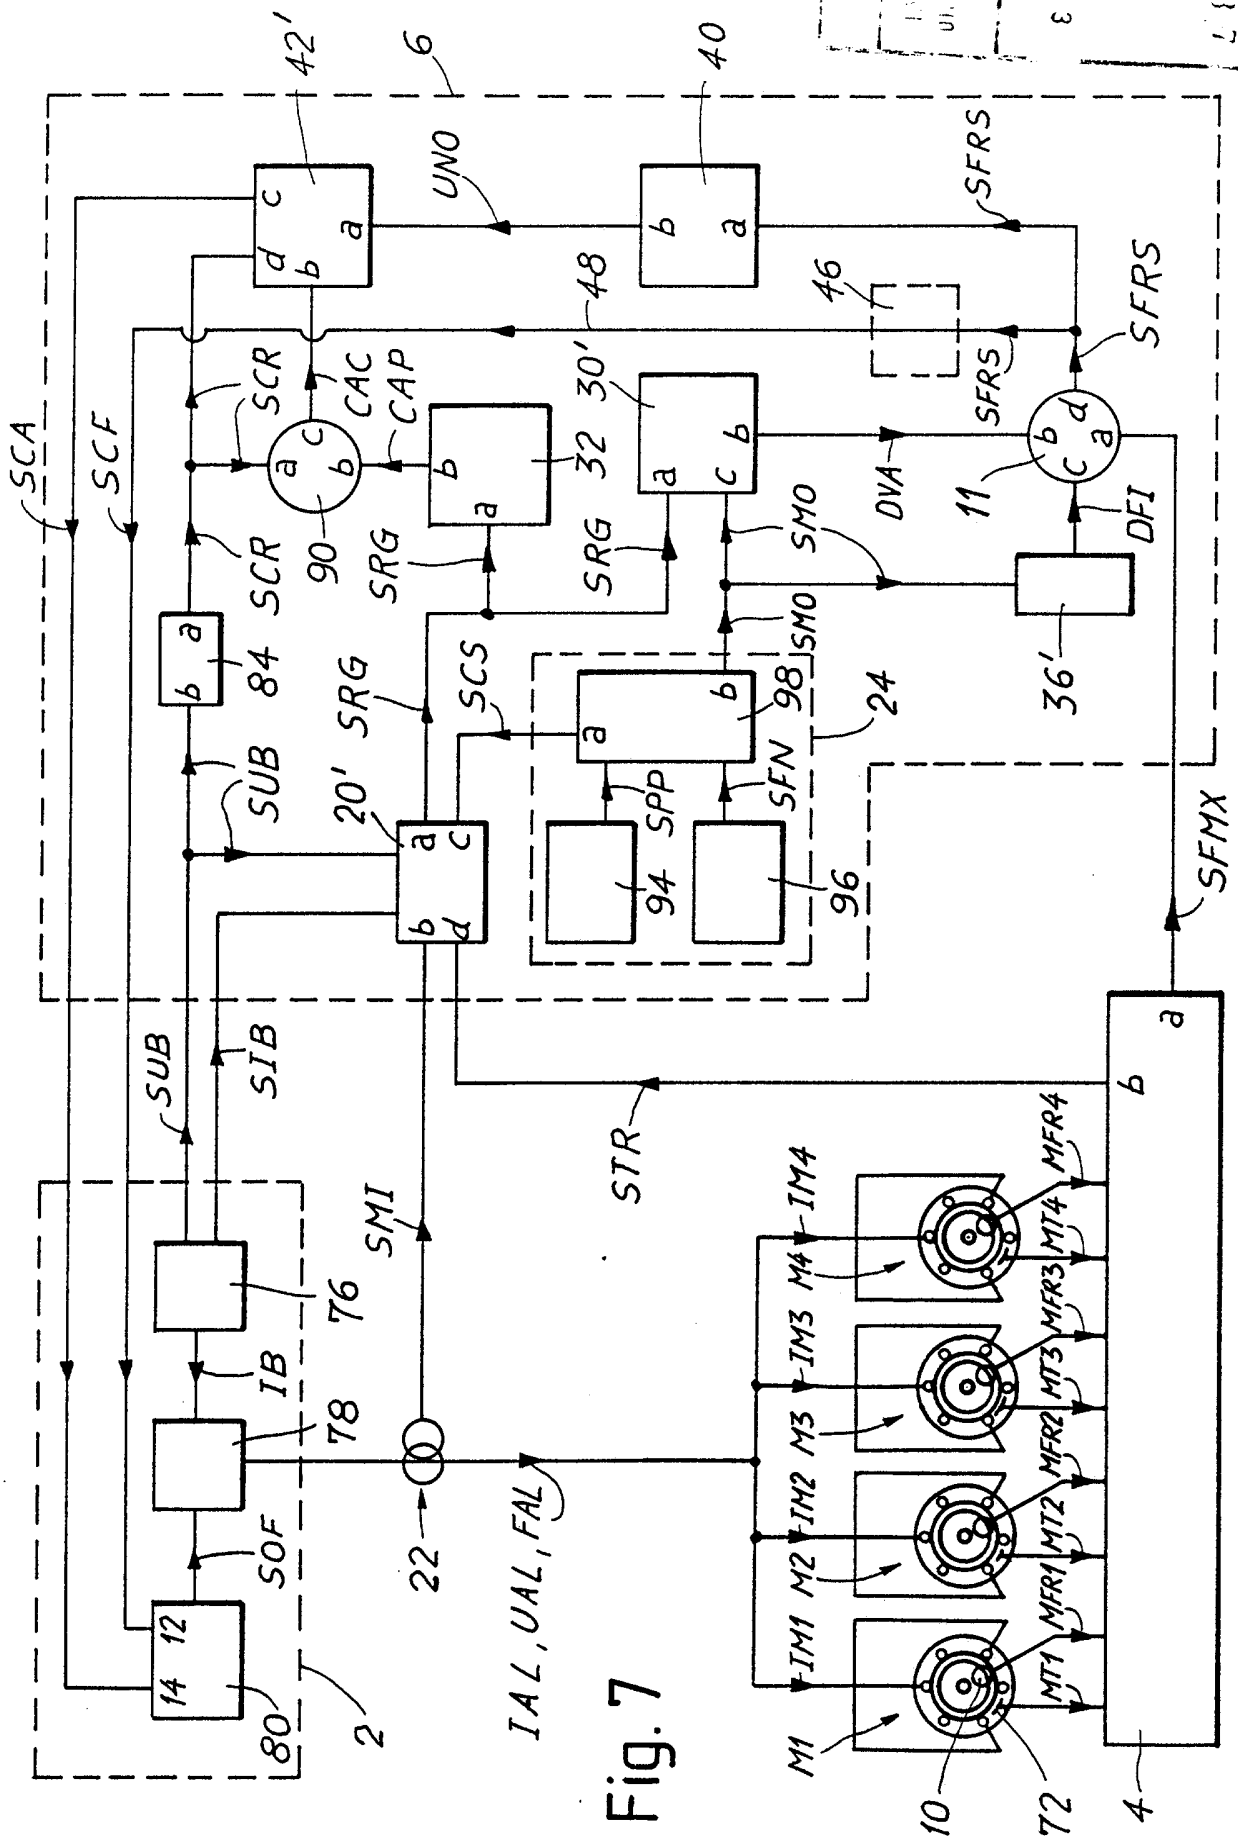 SCA
SCF
42'
6
c
d
b
a
UNO
40
b
a
SFRS
SCR
SCR
CAC
CAP
48
46
SFRS
SFRS
84
b
a
SCR
90
a
c
b
32
a
b
30'
a
c
b
SUB
SRG
SRG
SRG
DVA
11
b
c
d
a
DFI
SMO
SMO
36'
SUB
20'
a
b
c
d
SCS
98
a
b
24
SPP
SFN
94
96
SIB
SMI
STR
SFMX
a
b
76
IB
78
SOF
12
14
80
2
22
IAL, UAL, FAL
IM1
IM2
IM3
IM4
M1
M2
M3
M4
MT1
MFR1
MT2
MFR2
MT3
MFR3
MT4
MFR4
10
72
4
Fig. 7